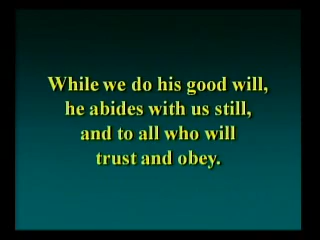 While we do his good will,
he abides with us still,
and to all who will
trust and obey.